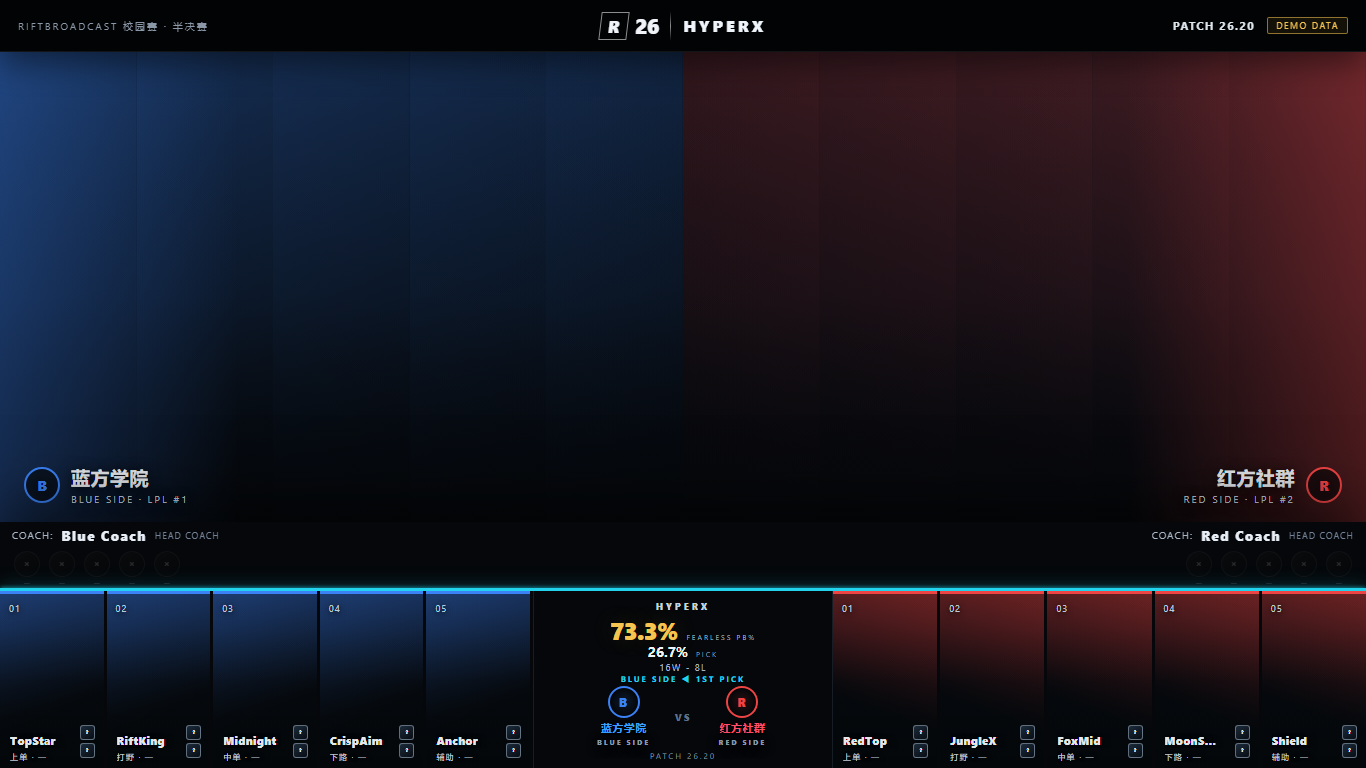 RIFTBROADCAST 校园赛 · 半决赛
R 26 HYPERX
PATCH 26.20
DEMO DATA
B
蓝方学院
BLUE SIDE · LPL #1
红方社群
RED SIDE · LPL #2
R
COACH: Blue Coach HEAD COACH
COACH: Red Coach HEAD COACH
01
TopStar
上单 · —
02
RiftKing
打野 · —
03
Midnight
中单 · —
04
CrispAim
下路 · —
05
Anchor
辅助 · —
HYPERX
73.3% FEARLESS PB%
26.7% PICK
16W - 8L
BLUE SIDE ◀ 1ST PICK
B
蓝方学院
BLUE SIDE
VS
R
红方社群
RED SIDE
PATCH 26.20
01
RedTop
上单 · —
02
JungleX
打野 · —
03
FoxMid
中单 · —
04
MoonS...
下路 · —
05
Shield
辅助 · —